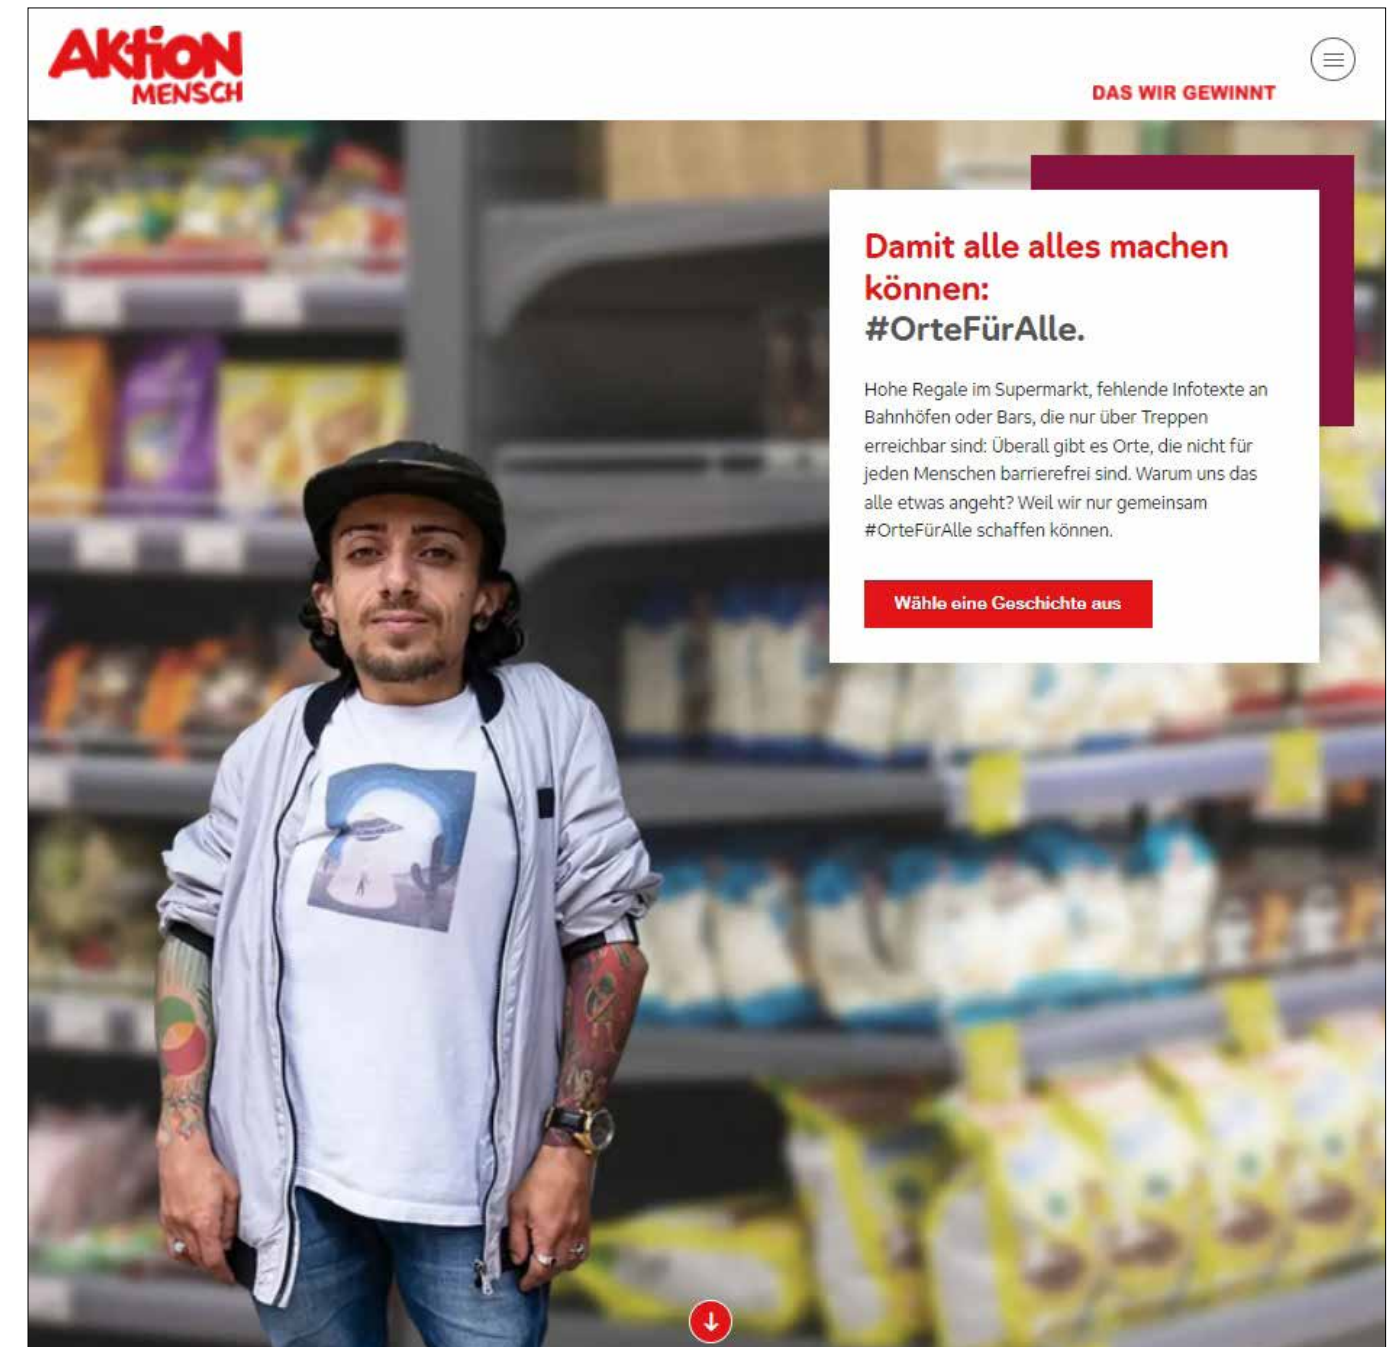 AKtiON
MENSCH
DAS WIR GEWINNT
Damit alle alles machen
können:
#OrteFürAlle.
Hohe Regale im Supermarkt, fehlende Infotexte an
Bahnhöfen oder Bars, die nur über Treppen
erreichbar sind: Überall gibt es Orte, die nicht für
jeden Menschen barrierefrei sind. Warum uns das
alle etwas angeht? Weil wir nur gemeinsam
#OrteFürAlle schaffen können.
Wähle eine Geschichte aus